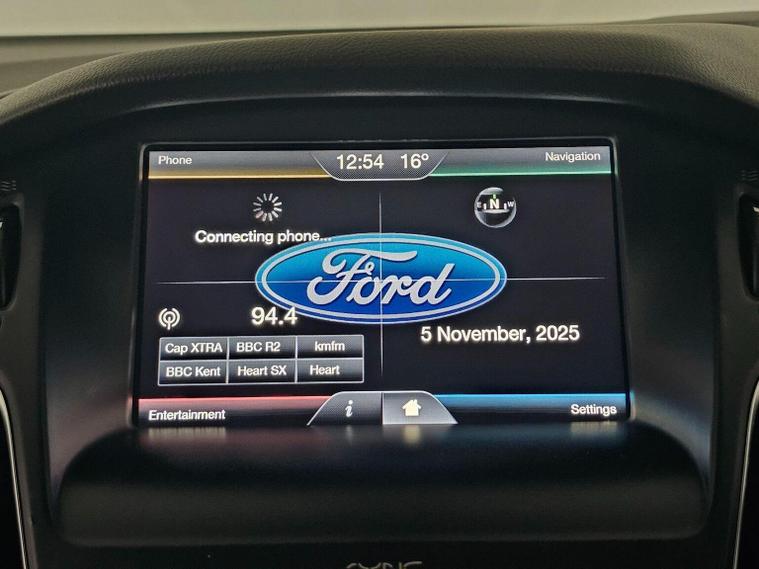 Phone
12:54 16°
Navigation
Connecting phone...
E N W
Ford
94.4
5 November, 2025
Cap XTRA BBC R2 kmfm
BBC Kent Heart SX Heart
Entertainment
i
Settings